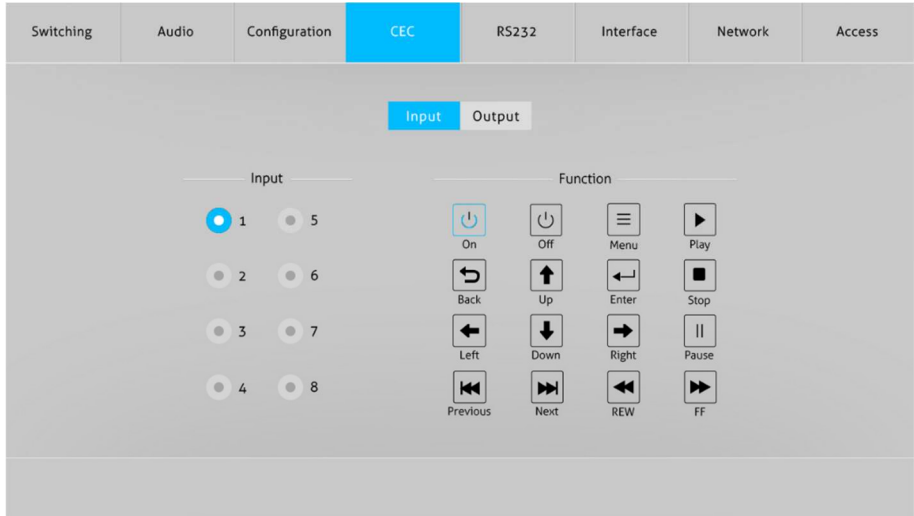 Switching Audio Configuration CEC RS232 Interface Network Access
Input Output
Input Function
1 5
On Off Menu Play
2 6
Back Up Enter Stop
3 7
Left Down Right Pause
4 8
Previous Next REW FF